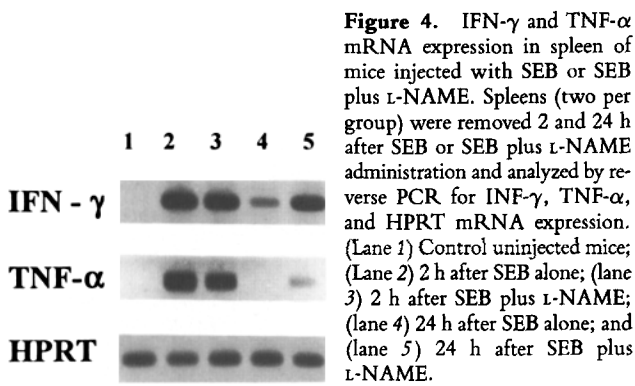 1 2 3 4 5
IFN - γ
TNF-α
HPRT
Figure 4. IFN-γ and TNF-α
mRNA expression in spleen of
mice injected with SEB or SEB
plus L-NAME. Spleens (two per
group) were removed 2 and 24 h
after SEB or SEB plus L-NAME
administration and analyzed by re-
verse PCR for INF-γ, TNF-α,
and HPRT mRNA expression.
(Lane 1) Control uninjected mice;
(Lane 2) 2 h after SEB alone; (lane
3) 2 h after SEB plus L-NAME;
(lane 4) 24 h after SEB alone; and
(lane 5) 24 h after SEB plus
L-NAME.